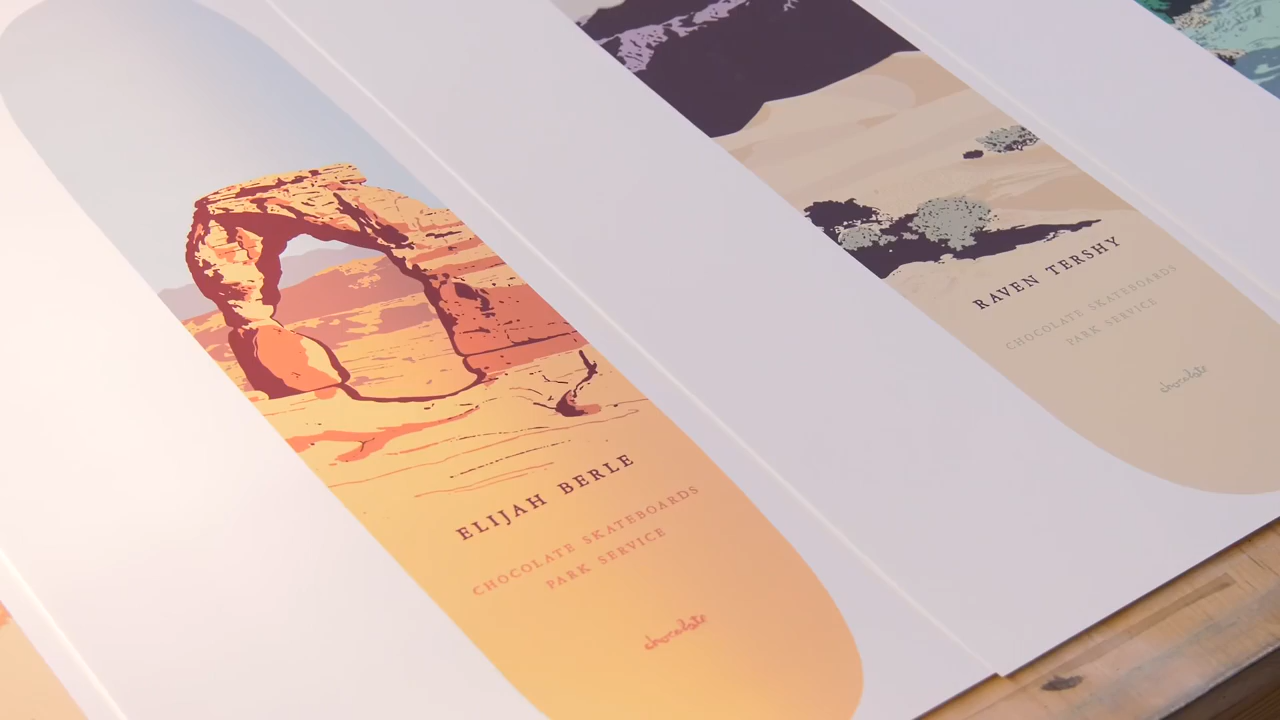 ELIJAH BERLE
CHOCOLATE SKATEBOARDS
PARK SERVICE
chocolate
RAVEN TERSHY
CHOCOLATE SKATEBOARDS
PARK SERVICE
chocolate